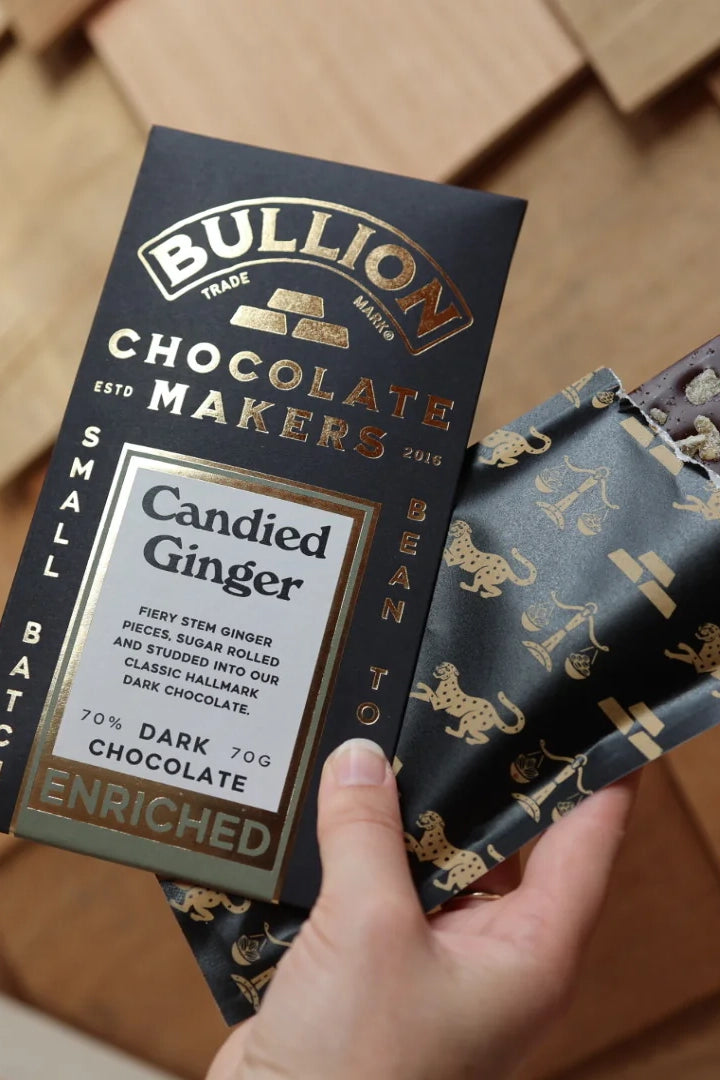 BULLION
TRADE MARK®
CHOCOLATE
ESTD MAKERS 2016
SMALL BATC
BEAN TO
Candied
Ginger
FIERY STEM GINGER
PIECES, SUGAR ROLLED
AND STUDDED INTO OUR
CLASSIC HALLMARK
DARK CHOCOLATE.
70% DARK 70G
CHOCOLATE
ENRICHED